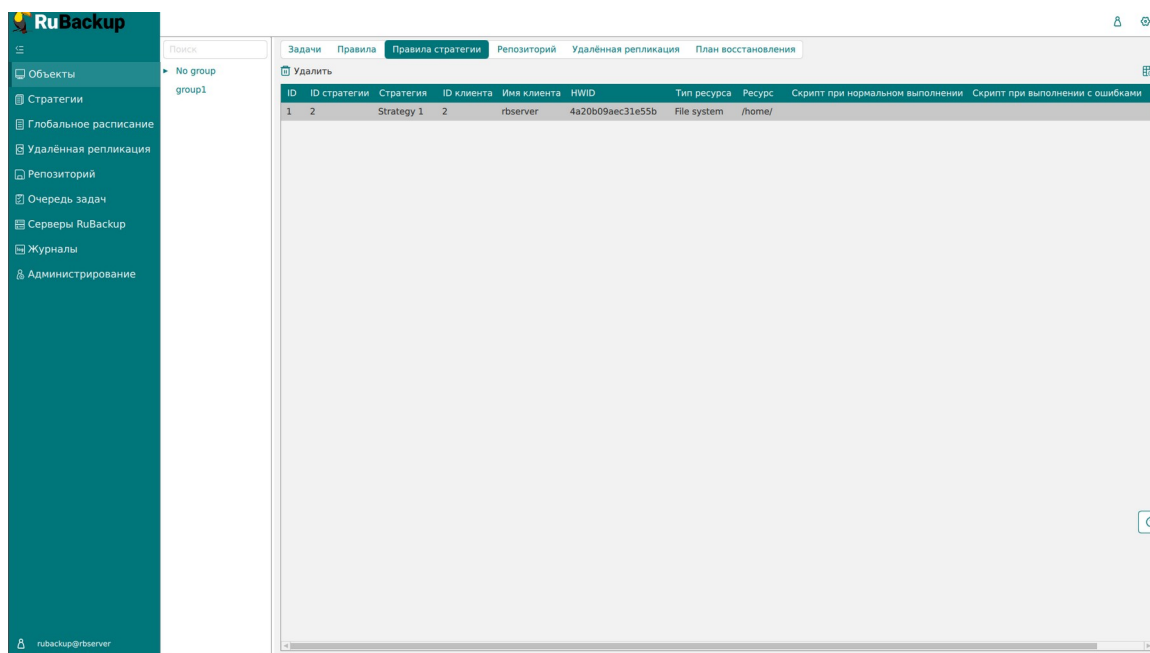 RuBackup
Объекты
Стратегии
Глобальное расписание
Удалённая репликация
Репозиторий
Очередь задач
Серверы RuBackup
Журналы
Администрирование
rubackup@rbserver
Поиск
No group
group1
Задачи Правила Правила стратегии Репозиторий Удалённая репликация План восстановления
Удалить
ID ID стратегии Стратегия ID клиента Имя клиента HWID Тип ресурса Ресурс Скрипт при нормальном выполнении Скрипт при выполнении с ошибками
1 2 Strategy 1 2 rbserver 4a20b09aec31e55b File system /home/